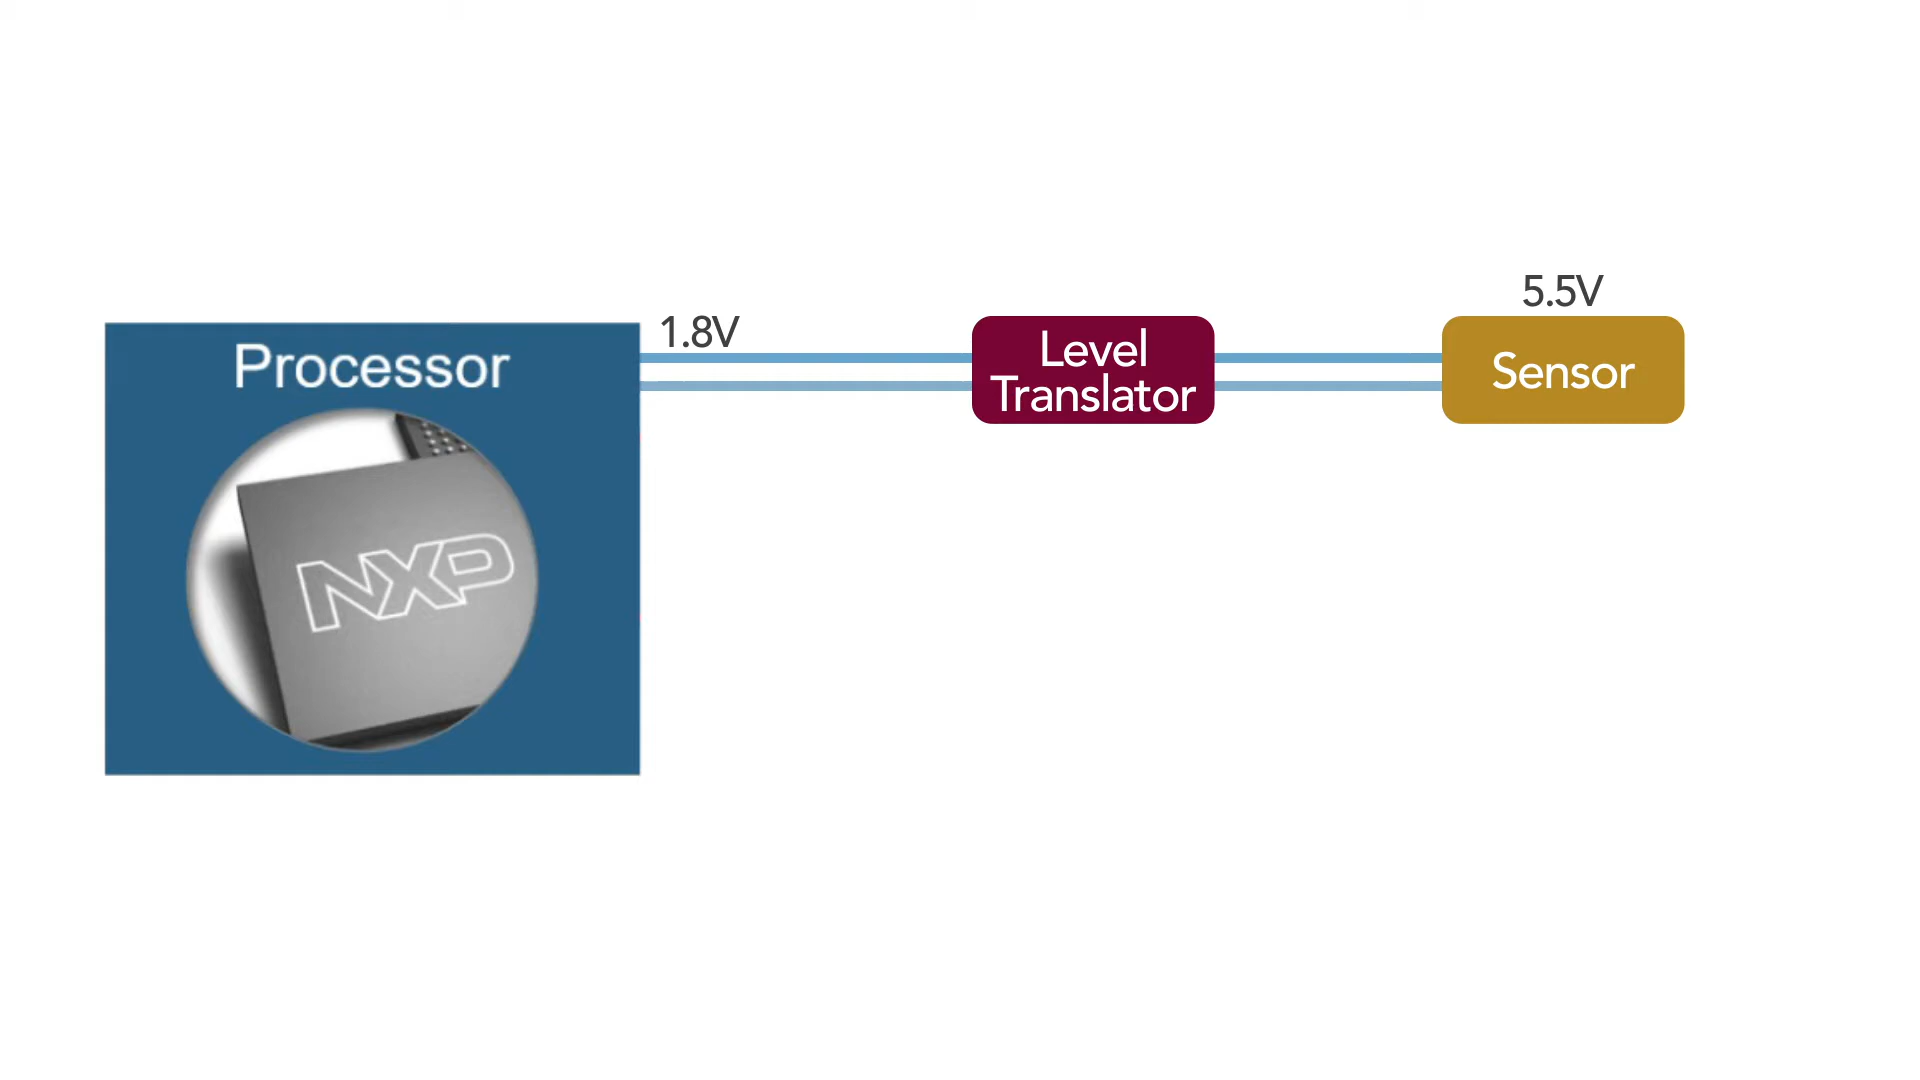 5.5V
1.8V
Level
Translator
Sensor
Processor
NXP